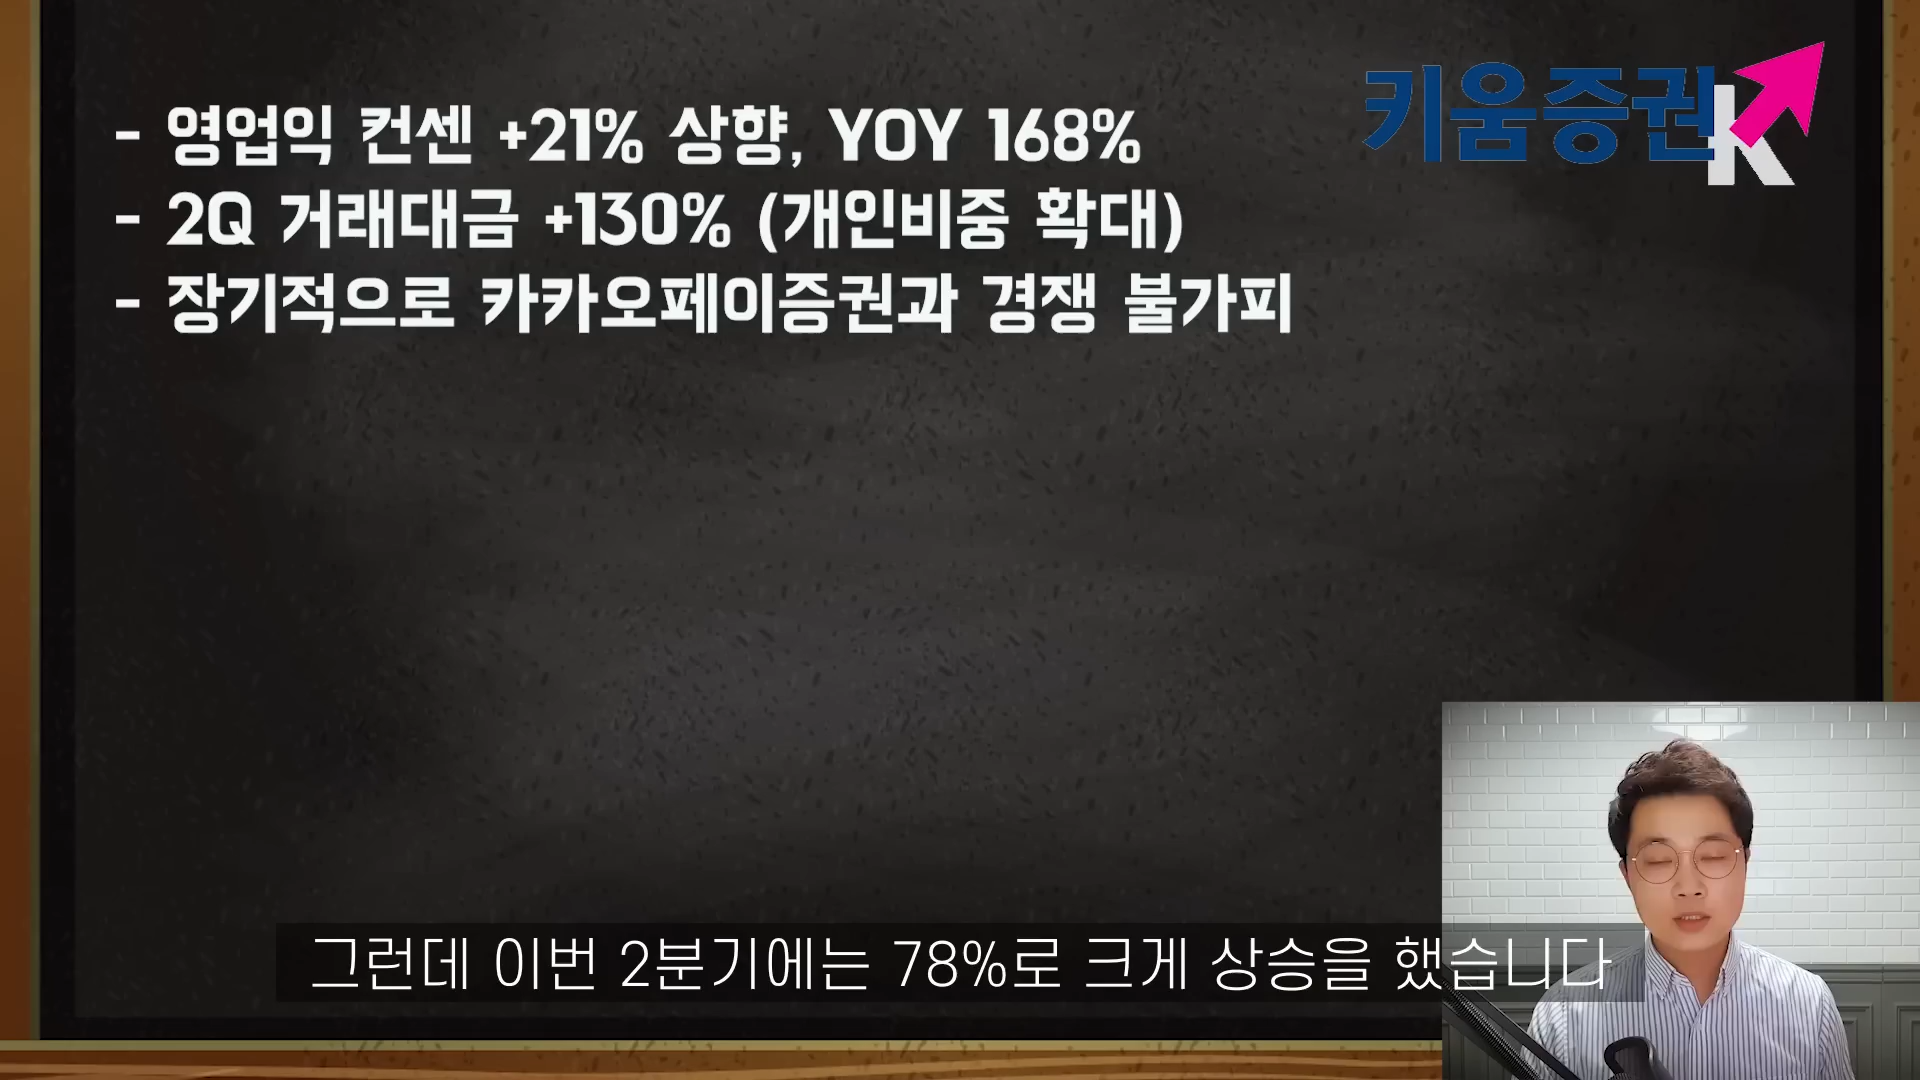 키움증권
K
- 영업익 컨센 +21% 상향, YOY 168%
- 2Q 거래대금 +130% (개인비중 확대)
- 장기적으로 카카오페이증권과 경쟁 불가피
그런데 이번 2분기에는 78%로 크게 상승을 했습니다